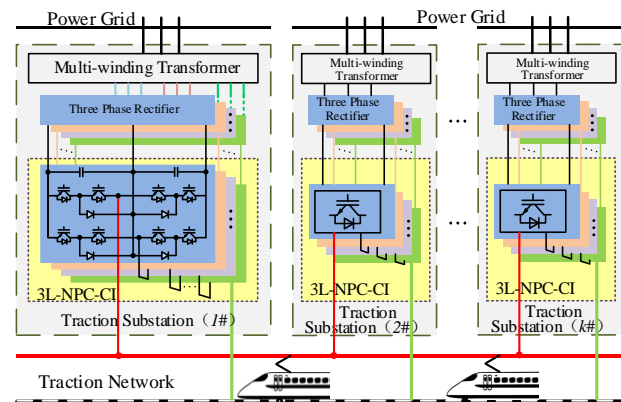 Power Grid
Power Grid
Multi-winding Transformer
Multi-winding
Transformer
Multi-winding
Transformer
Three Phase Rectifier
Three Phase
Rectifier
Three Phase
Rectifier
...
...
3L-NPC-CI
3L-NPC-CI
3L-NPC-CI
Traction Substation（1#）
Traction
Substation（2#）
Traction
Substation（k#）
Traction Network